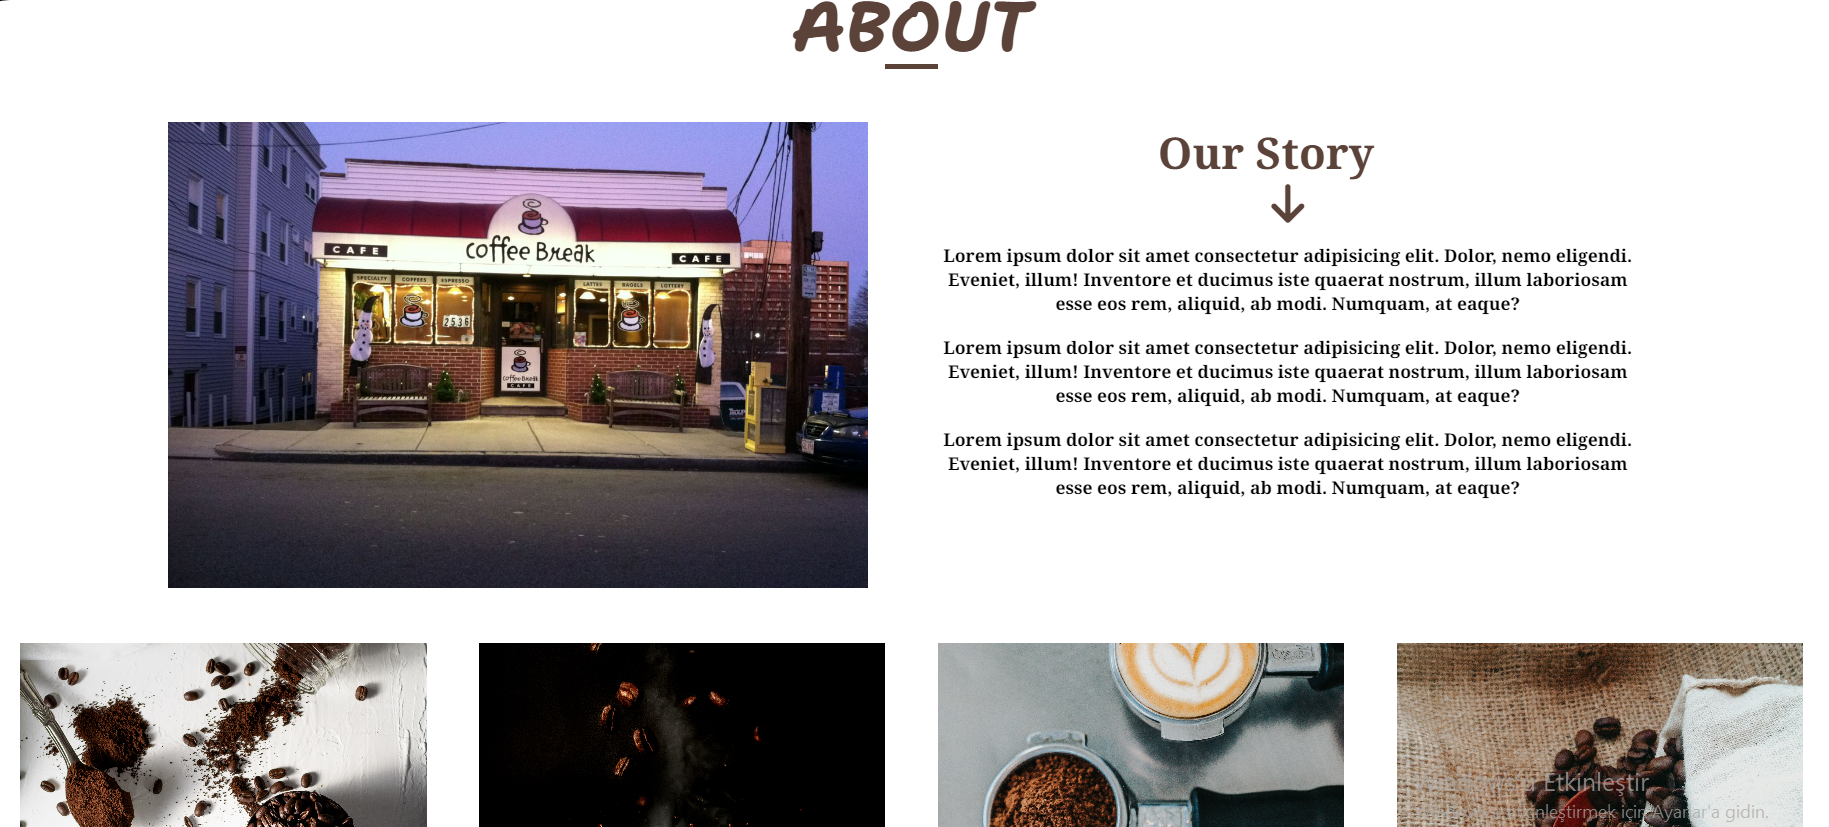 ABOUT
CAFE
coffee Break
CAFE
SPECIALTY
COFFEES
ESPRESSO
LATTES
BAGELS
LOTTERY
2536
coffee Break
CAFE
Our Story
Lorem ipsum dolor sit amet consectetur adipisicing elit. Dolor, nemo eligendi.
Eveniet, illum! Inventore et ducimus iste quaerat nostrum, illum laboriosam
esse eos rem, aliquid, ab modi. Numquam, at eaque?
Lorem ipsum dolor sit amet consectetur adipisicing elit. Dolor, nemo eligendi.
Eveniet, illum! Inventore et ducimus iste quaerat nostrum, illum laboriosam
esse eos rem, aliquid, ab modi. Numquam, at eaque?
Lorem ipsum dolor sit amet consectetur adipisicing elit. Dolor, nemo eligendi.
Eveniet, illum! Inventore et ducimus iste quaerat nostrum, illum laboriosam
esse eos rem, aliquid, ab modi. Numquam, at eaque?
Etkinleştir
için Ayarlar'a gidin.